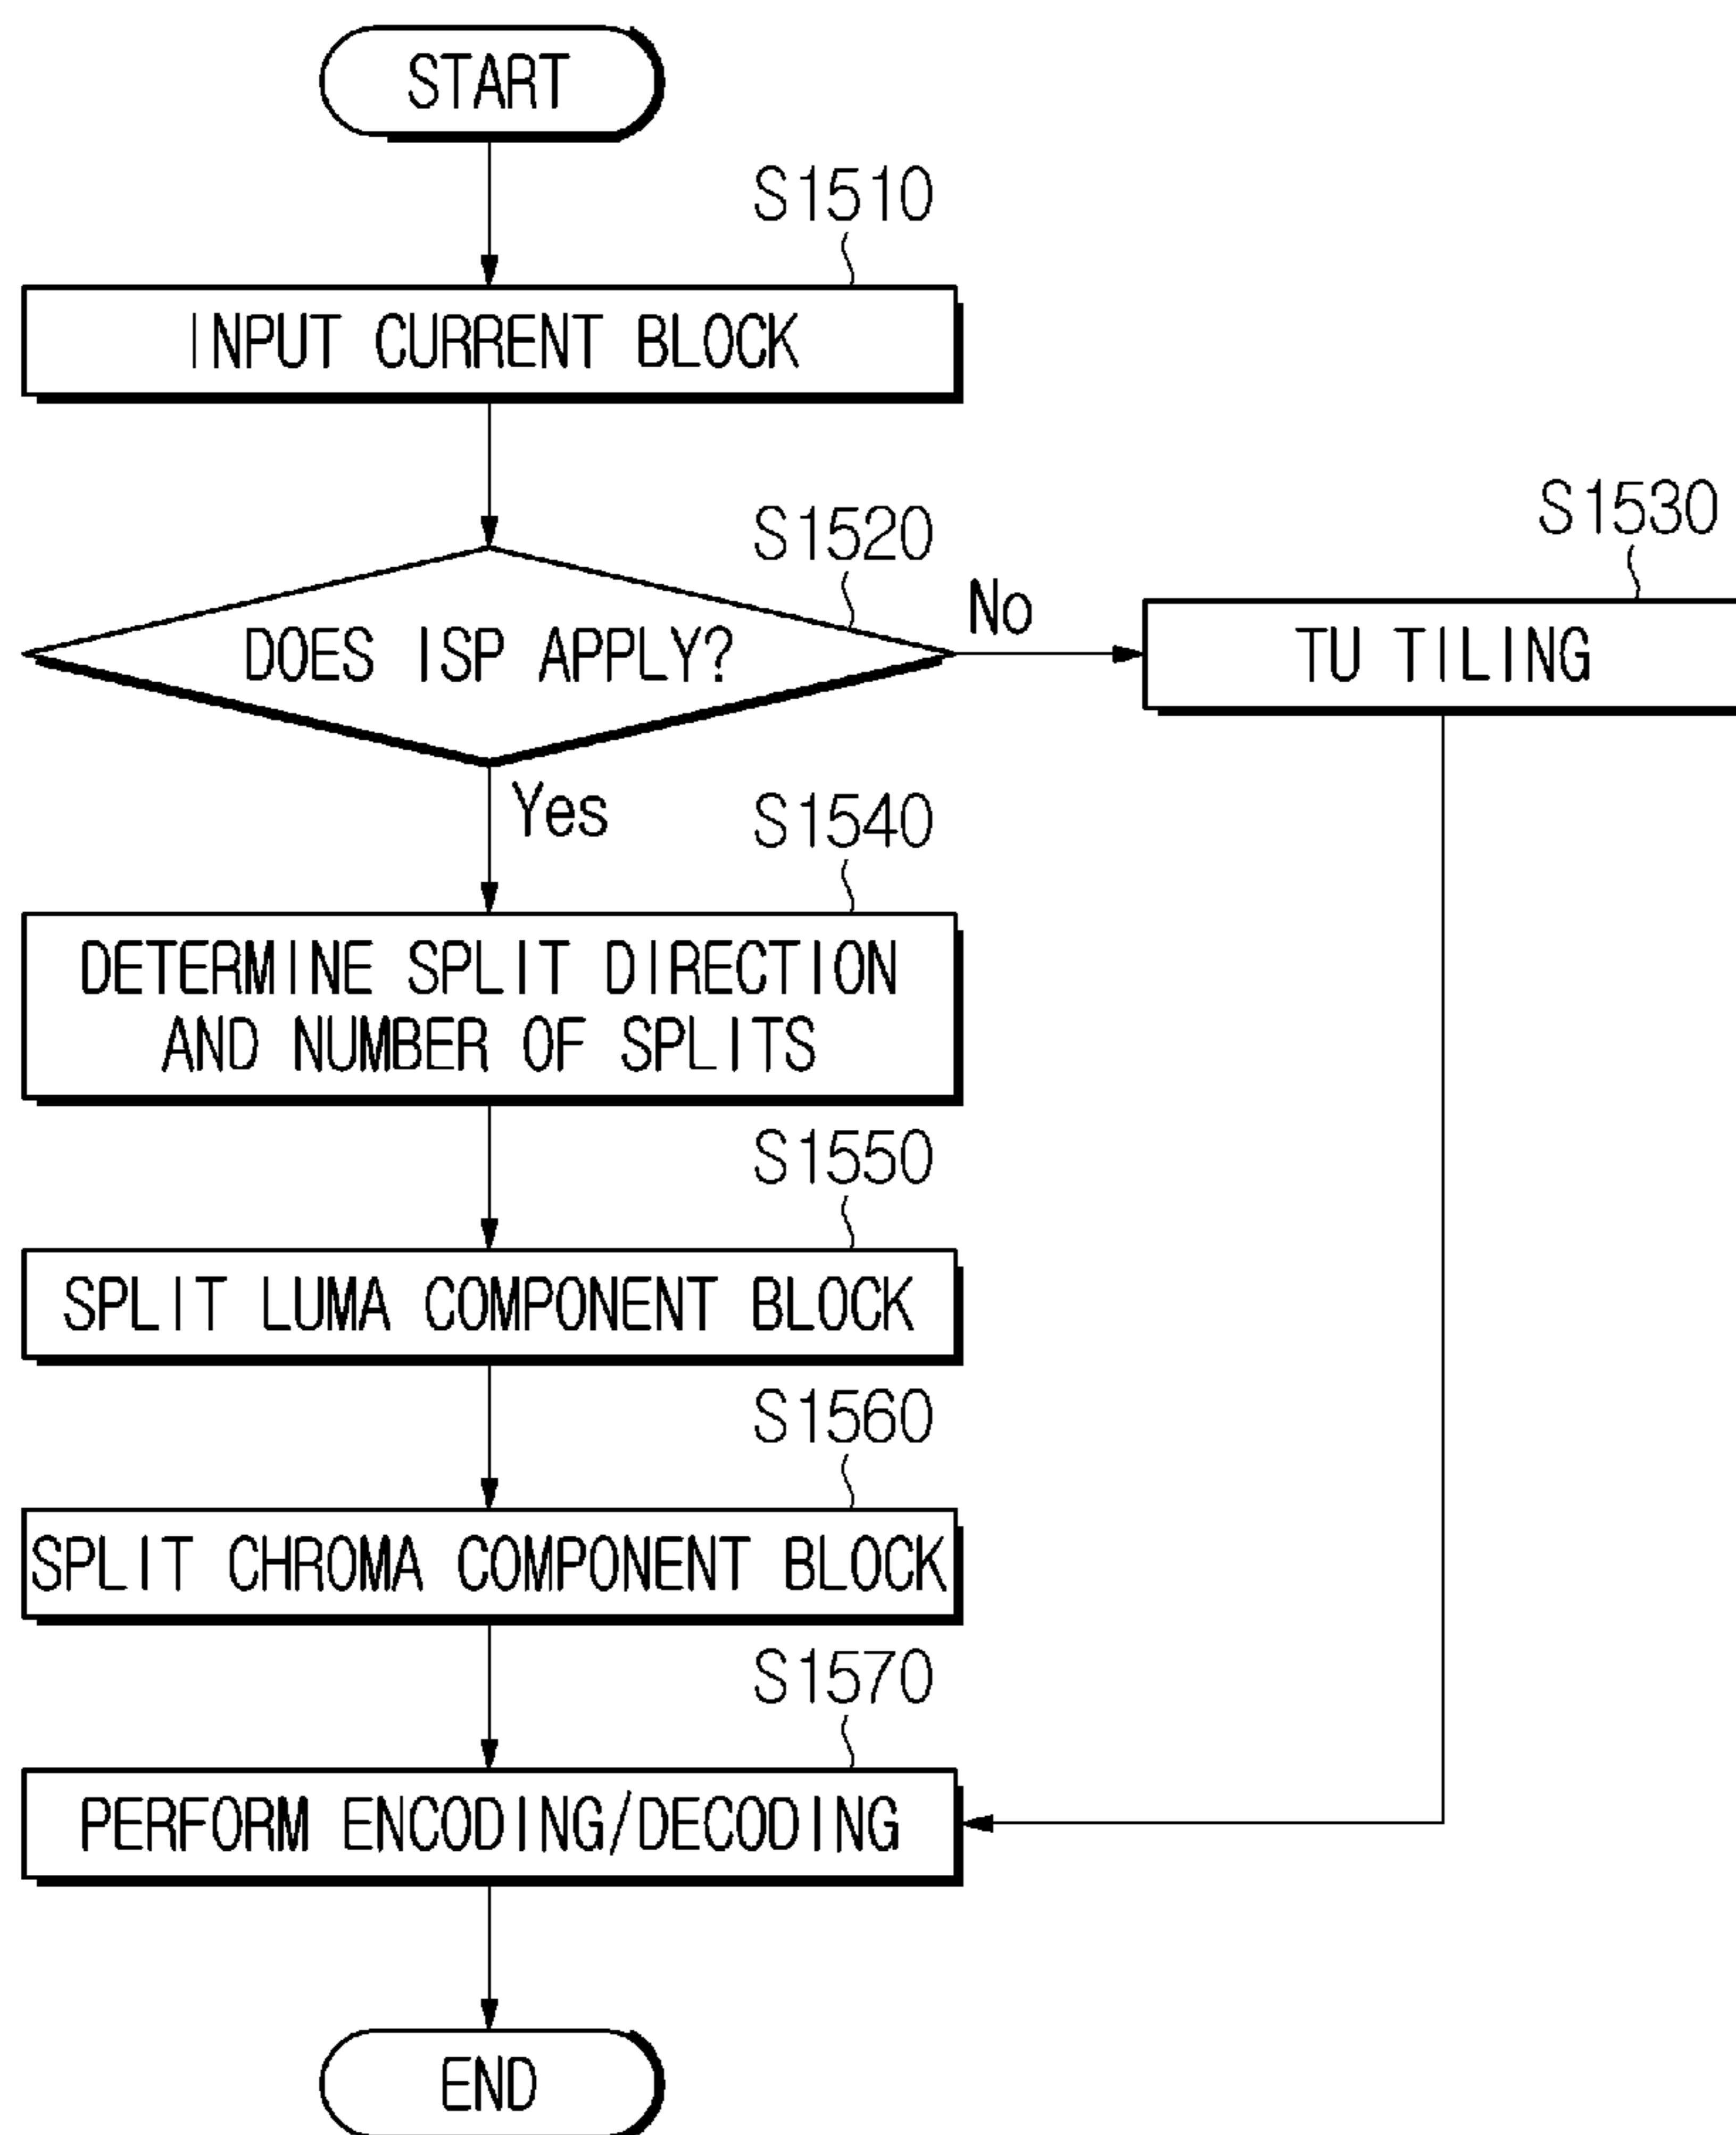 START
S1510
INPUT CURRENT BLOCK
S1520
DOES ISP APPLY?
No
S1530
TU TILING
Yes
S1540
DETERMINE SPLIT DIRECTION
AND NUMBER OF SPLITS
S1550
SPLIT LUMA COMPONENT BLOCK
S1560
SPLIT CHROMA COMPONENT BLOCK
S1570
PERFORM ENCODING/DECODING
END